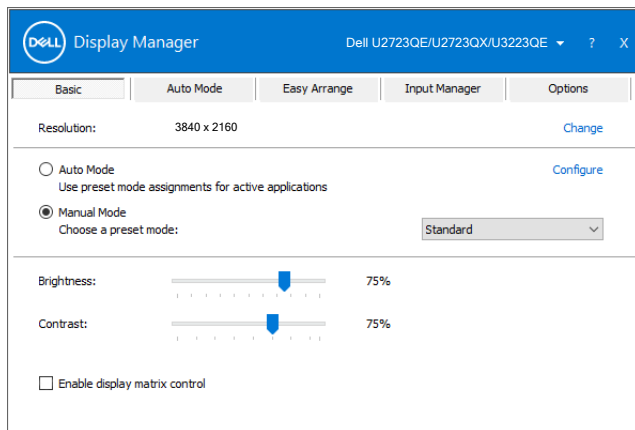 DELL Display Manager Dell U2723QE/U2723QX/U3223QE ? X
Basic Auto Mode Easy Arrange Input Manager Options
Resolution: 3840 x 2160 Change
Auto Mode Configure
Use preset mode assignments for active applications
Manual Mode
Choose a preset mode: Standard
Brightness: 75%
Contrast: 75%
Enable display matrix control